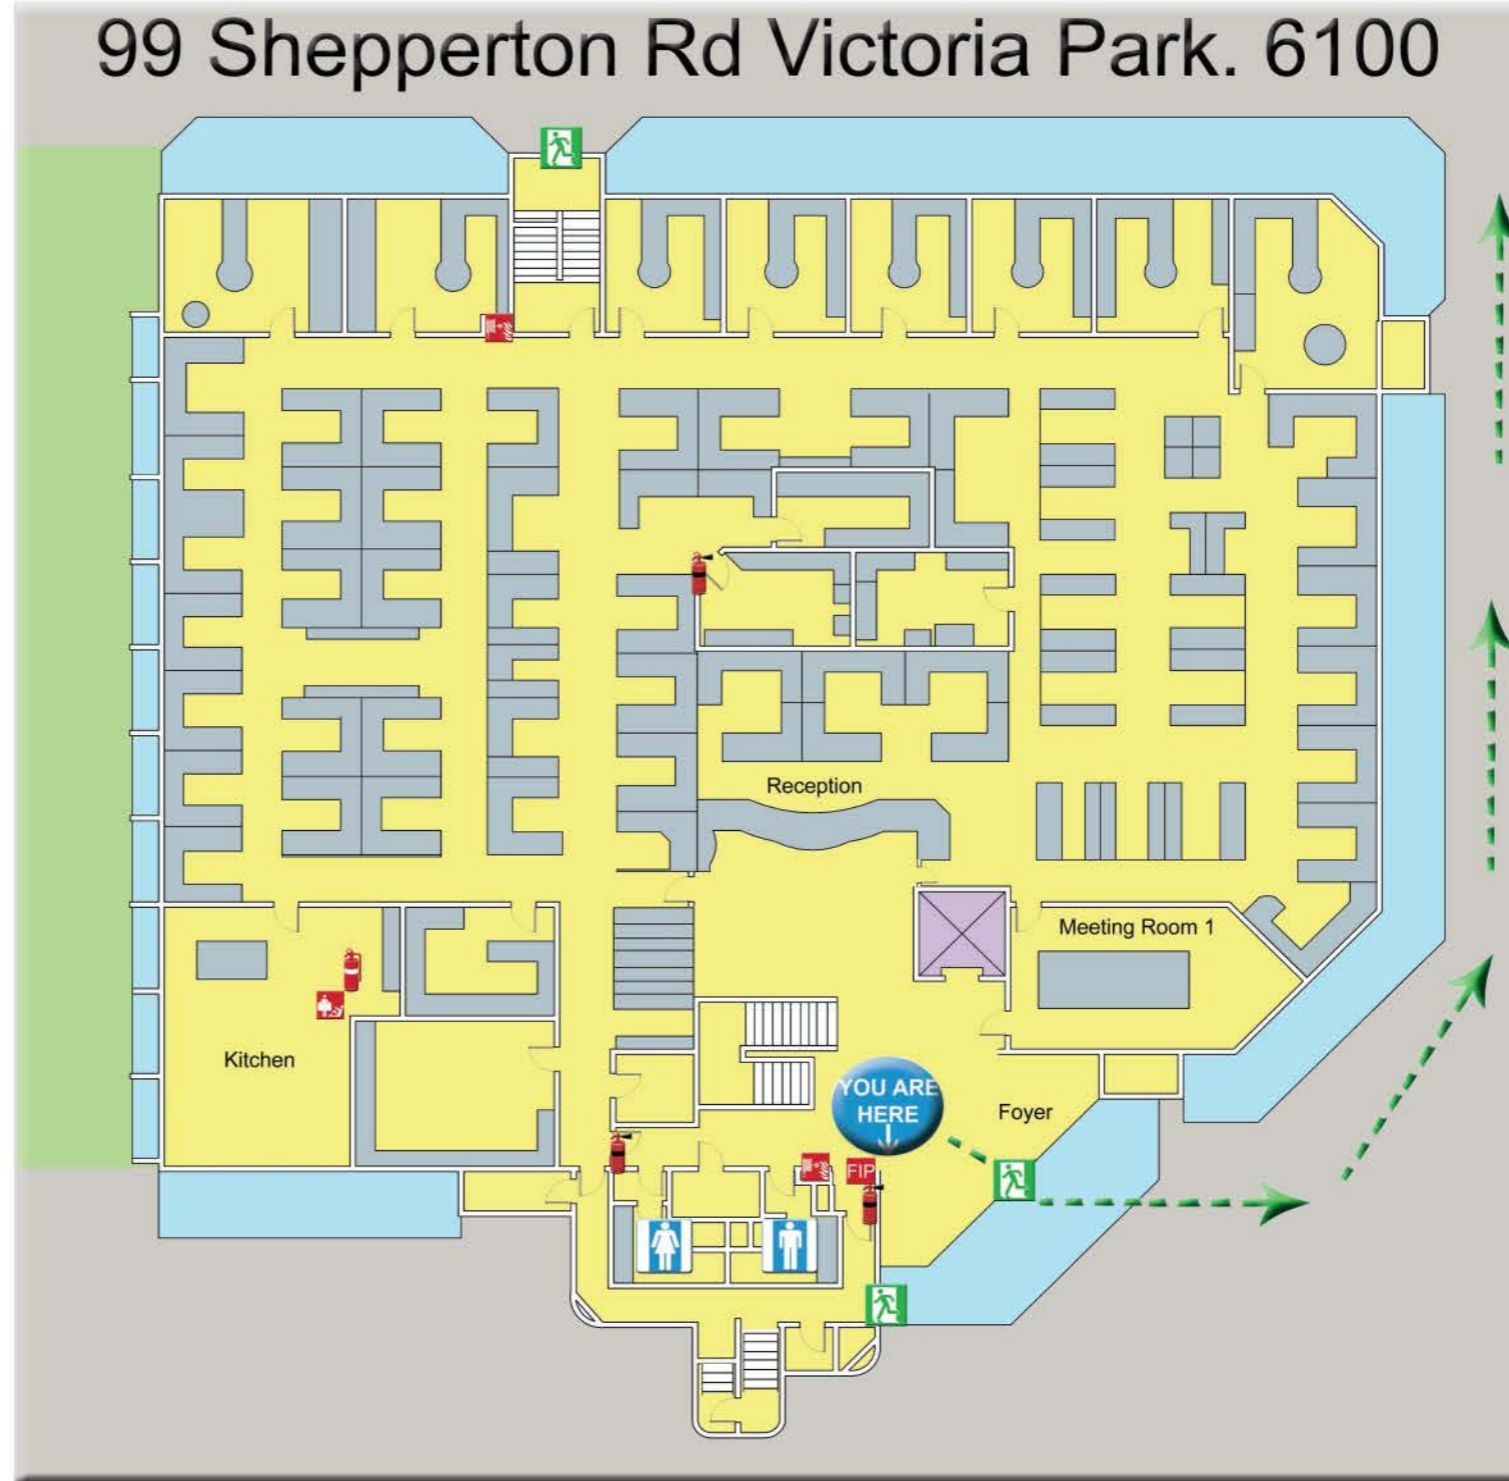 99 Shepperton Rd Victoria Park. 6100
Reception
Meeting Room 1
Kitchen
YOU ARE
HERE
Foyer
FIP